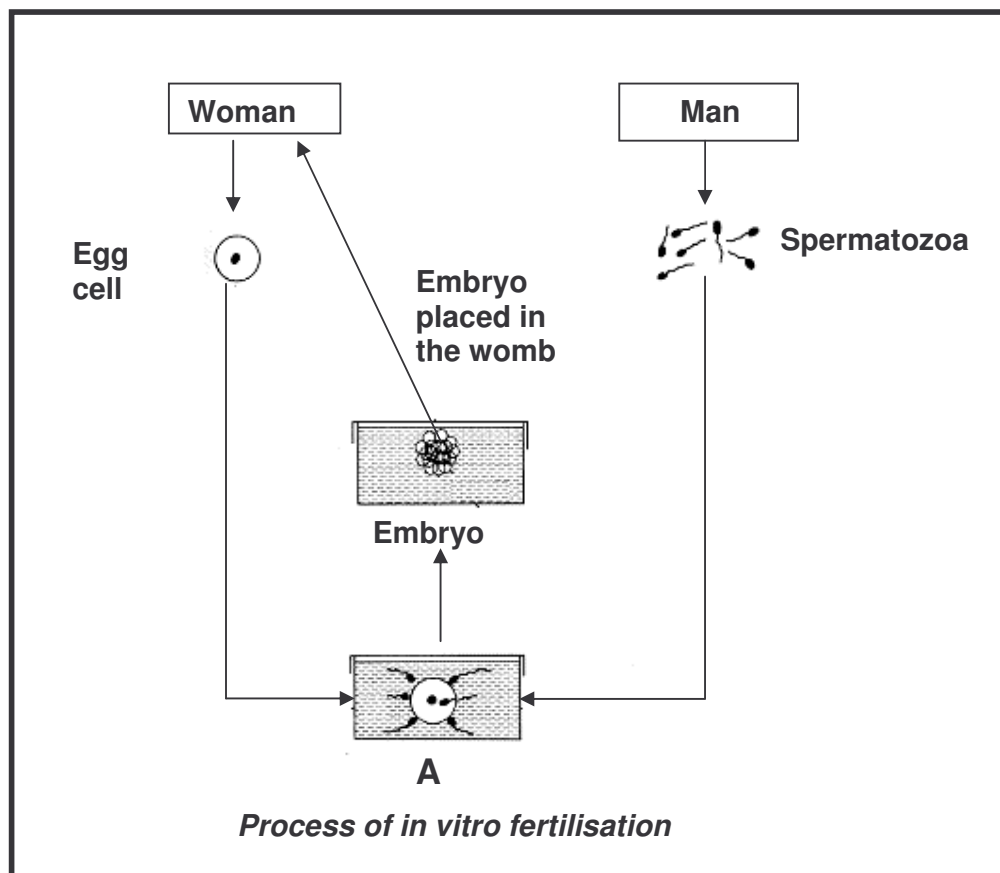 Woman
Man
Egg
cell
Spermatozoa
Embryo
placed in
the womb
Embryo
A
Process of in vitro fertilisation